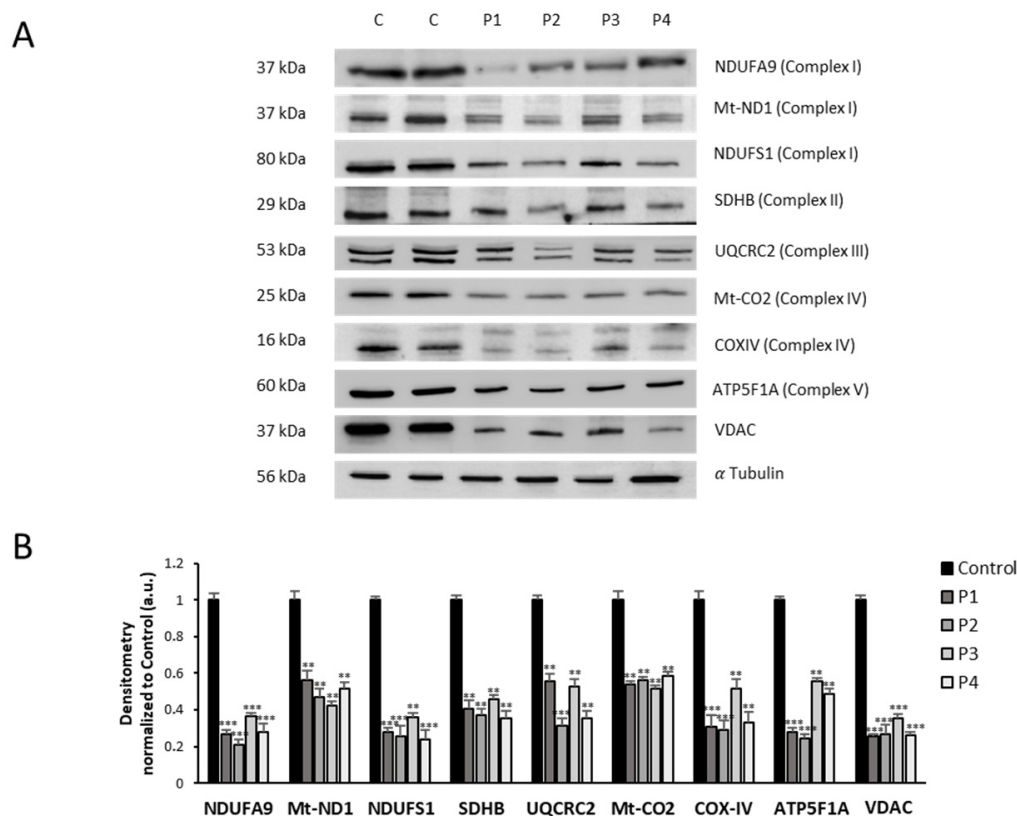 A
C C P1 P2 P3 P4
37 kDa NDUFA9 (Complex I)
37 kDa Mt-ND1 (Complex I)
80 kDa NDUFS1 (Complex I)
29 kDa SDHB (Complex II)
53 kDa UQCRC2 (Complex III)
25 kDa Mt-CO2 (Complex IV)
16 kDa COXIV (Complex IV)
60 kDa ATP5F1A (Complex V)
37 kDa VDAC
56 kDa α Tubulin
B
Densitometry
normalized to Control (a.u.)
1.2
1
0.8
0.6
0.4
0.2
0
*** *** *** ***
** ** ** **
*** *** ** ***
** ** ** **
** *** ** **
** ** ** **
*** *** ** **
*** *** ** ***
*** *** *** ***
NDUFA9 Mt-ND1 NDUFS1 SDHB UQCRC2 Mt-CO2 COX-IV ATP5F1A VDAC
Control
P1
P2
P3
P4